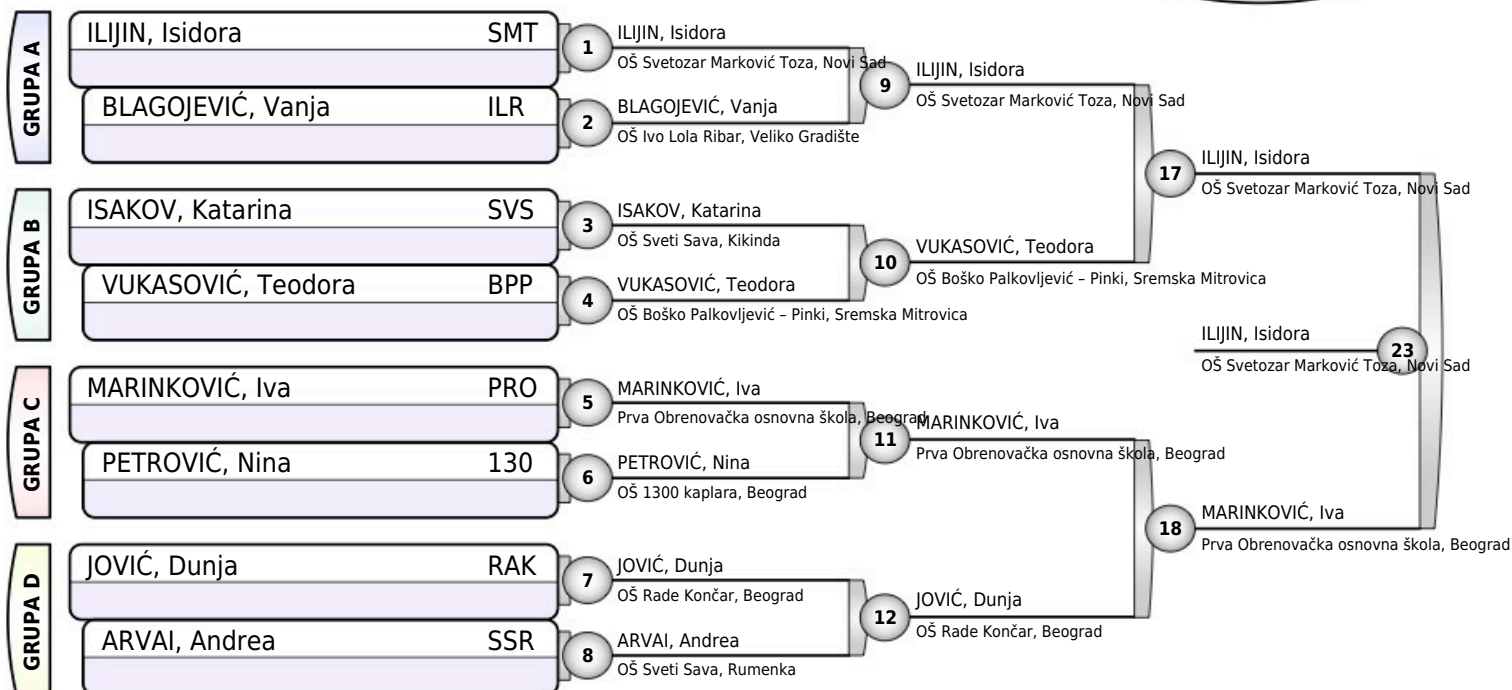 GRUPA A
ILIJIN, Isidora SMT
BLAGOJEVIĆ, Vanja ILR
GRUPA B
ISAKOV, Katarina SVS
VUKASOVIĆ, Teodora BPP
GRUPA C
MARINKOVIĆ, Iva PRO
PETROVIĆ, Nina 130
GRUPA D
JOVIĆ, Dunja RAK
ARVAI, Andrea SSR
1
ILIJIN, Isidora
OŠ Svetozar Marković Toza, Novi Sad
2
BLAGOJEVIĆ, Vanja
OŠ Ivo Lola Ribar, Veliko Gradište
3
ISAKOV, Katarina
OŠ Sveti Sava, Kikinda
4
VUKASOVIĆ, Teodora
OŠ Boško Palkovljević – Pinki, Sremska Mitrovica
5
MARINKOVIĆ, Iva
Prva Obrenovačka osnovna škola, Beograd
6
PETROVIĆ, Nina
OŠ 1300 kaplara, Beograd
7
JOVIĆ, Dunja
OŠ Rade Končar, Beograd
8
ARVAI, Andrea
OŠ Sveti Sava, Rumenka
9
ILIJIN, Isidora
OŠ Svetozar Marković Toza, Novi Sad
10
VUKASOVIĆ, Teodora
OŠ Boško Palkovljević – Pinki, Sremska Mitrovica
11
MARINKOVIĆ, Iva
Prva Obrenovačka osnovna škola, Beograd
12
JOVIĆ, Dunja
OŠ Rade Končar, Beograd
17
ILIJIN, Isidora
OŠ Svetozar Marković Toza, Novi Sad
18
MARINKOVIĆ, Iva
Prva Obrenovačka osnovna škola, Beograd
ILIJIN, Isidora
23
OŠ Svetozar Marković Toza, Novi Sad